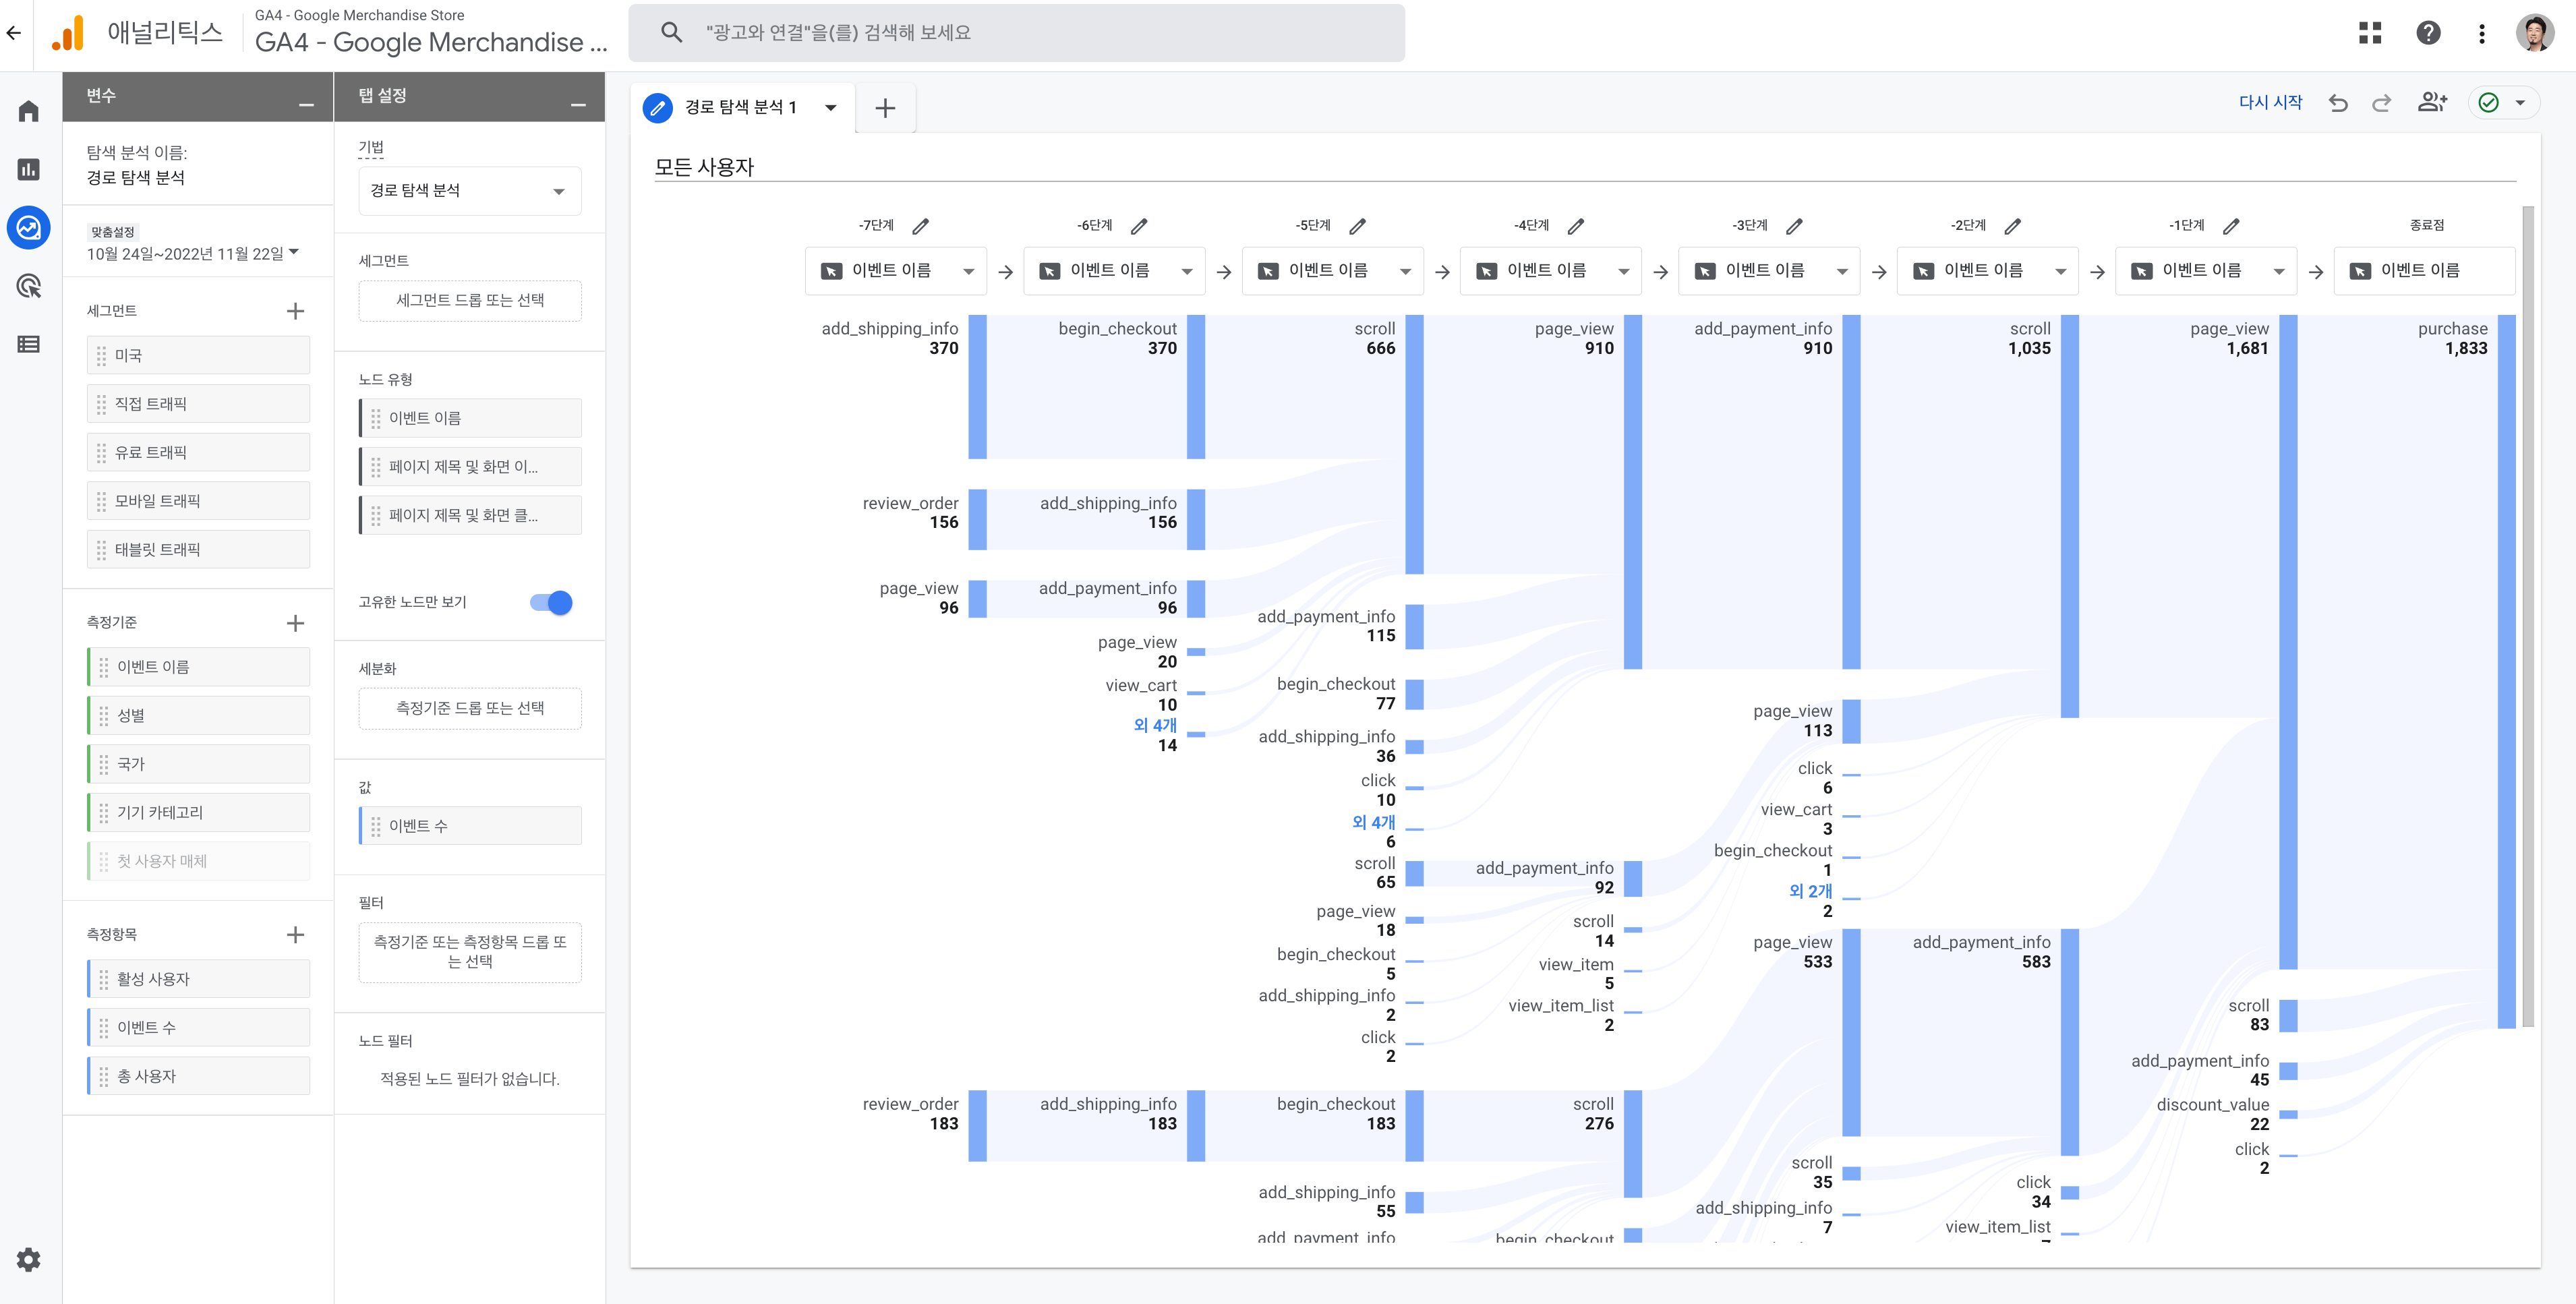 애널리틱스
GA4 - Google Merchandise Store
GA4 - Google Merchandise ...
"광고와 연결"을(를) 검색해 보세요
변수
탐색 분석 이름:
경로 탐색 분석
맞춤설정
10월 24일~2022년 11월 22일
세그먼트
미국
직접 트래픽
유료 트래픽
모바일 트래픽
태블릿 트래픽
측정기준
이벤트 이름
성별
국가
기기 카테고리
첫 사용자 매체
측정항목
활성 사용자
이벤트 수
총 사용자
탭 설정
기법
경로 탐색 분석
세그먼트
세그먼트 드롭 또는 선택
노드 유형
이벤트 이름
페이지 제목 및 화면 이...
페이지 제목 및 화면 클...
고유한 노드만 보기
세분화
측정기준 드롭 또는 선택
값
이벤트 수
필터
측정기준 또는 측정항목 드롭 또
는 선택
노드 필터
적용된 노드 필터가 없습니다.
경로 탐색 분석 1
다시 시작
모든 사용자
-7단계
이벤트 이름
add_shipping_info
370
review_order
156
page_view
96
review_order
183
-6단계
이벤트 이름
begin_checkout
370
add_shipping_info
156
add_payment_info
96
page_view
20
view_cart
10
외 4개
14
add_shipping_info
183
-5단계
이벤트 이름
scroll
666
add_payment_info
115
begin_checkout
77
add_shipping_info
36
click
10
외 4개
6
scroll
65
page_view
18
begin_checkout
5
add_shipping_info
2
click
2
begin_checkout
183
add_shipping_info
55
add_payment_info
-4단계
이벤트 이름
page_view
910
add_payment_info
92
scroll
14
view_item
5
view_item_list
2
scroll
276
begin_checkout
-3단계
이벤트 이름
add_payment_info
910
page_view
113
click
6
view_cart
3
begin_checkout
1
외 2개
2
page_view
533
scroll
35
add_shipping_info
7
-2단계
이벤트 이름
scroll
1,035
add_payment_info
583
click
34
view_item_list
-1단계
이벤트 이름
page_view
1,681
scroll
83
add_payment_info
45
discount_value
22
click
2
종료점
이벤트 이름
purchase
1,833